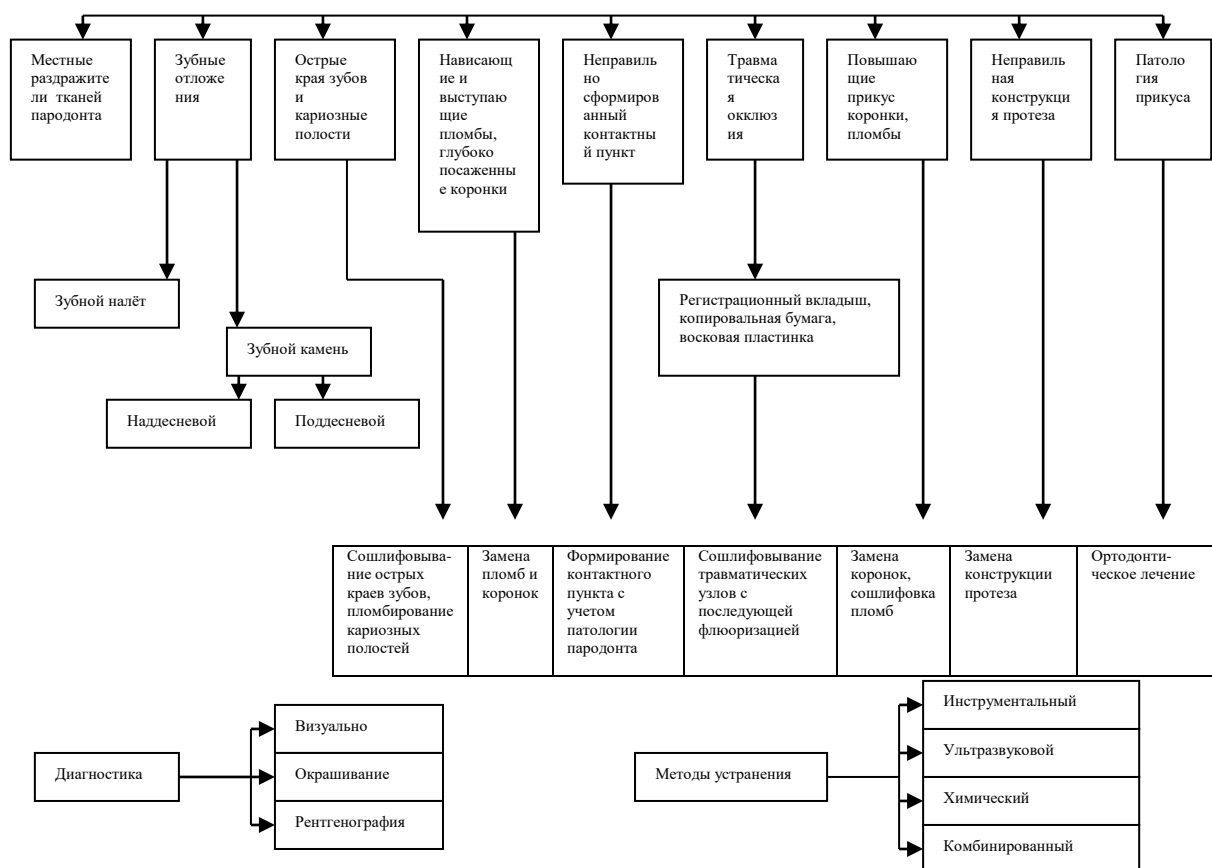 Местные
раздражите
ли тканей
пародонта
Зубные
отложе
ния
Острые
края зубов
и
кариозные
полости
Нависающ
ие и
выступаю
щие
пломбы,
глубоко
посаженны
е коронки
Неправиль
но
сформиров
анный
контактны
й пункт
Травма
тическа
я
окклюз
ия
Повышаю
щие
прикус
коронки,
пломбы
Неправиль
ная
конструкци
я протеза
Патоло
гия
прикуса
Зубной налёт
Регистрационный вкладыш,
копировальная бумага,
восковая пластинка
Зубной камень
Наддесневой
Поддесневой
Сошлифовыва-
ние острых
краев зубов,
пломбирование
кариозных
полостей
Замена
пломб и
коронок
Формирование
контактного
пункта с
учетом
патологии
пародонта
Сошлифовывание
травматических
узлов с
последующей
флюоризацией
Замена
коронок,
сошлифовка
пломб
Замена
конструкции
протеза
Ортодонти-
ческое лечение
Диагностика
Визуально
Окрашивание
Рентгенография
Методы устранения
Инструментальный
Ультразвуковой
Химический
Комбинированный